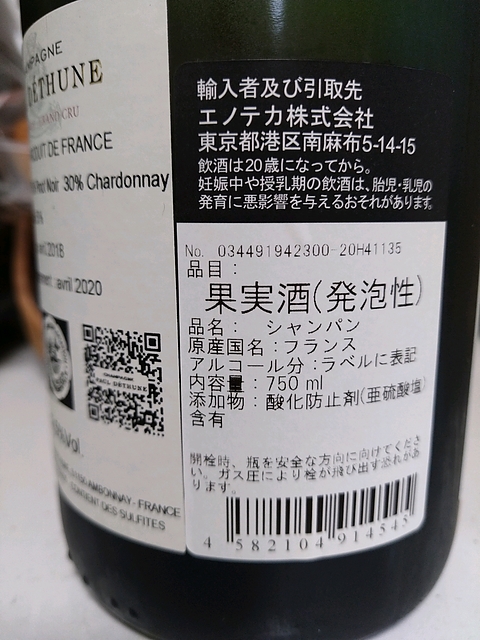 DETHUNE
GRAND CRU
DE FRANCE
Pinot Noir 30% Chardonnay
2018
avril 2020
PAUL DETHUNE
Vol.
AMBONNAY - FRANCE
CONTIENT DES SULFITES
輸入者及び引取先
エノテカ株式会社
東京都港区南麻布5-14-15
飲酒は20歳になってから。
妊娠中や授乳期の飲酒は、胎児・乳児の
発育に悪影響を与えるおそれがあります。
No. 034491942300-20H41135
品目：
果実酒(発泡性)
品名： シャンパン
原産国名：フランス
アルコール分：ラベルに表記
内容量：750 ml
添加物：酸化防止剤(亜硫酸塩)
含有
開栓時、瓶を安全な方向に向けてくださ
い。ガス圧により栓が飛び出す恐れがあ
ります。
4 582104 914545